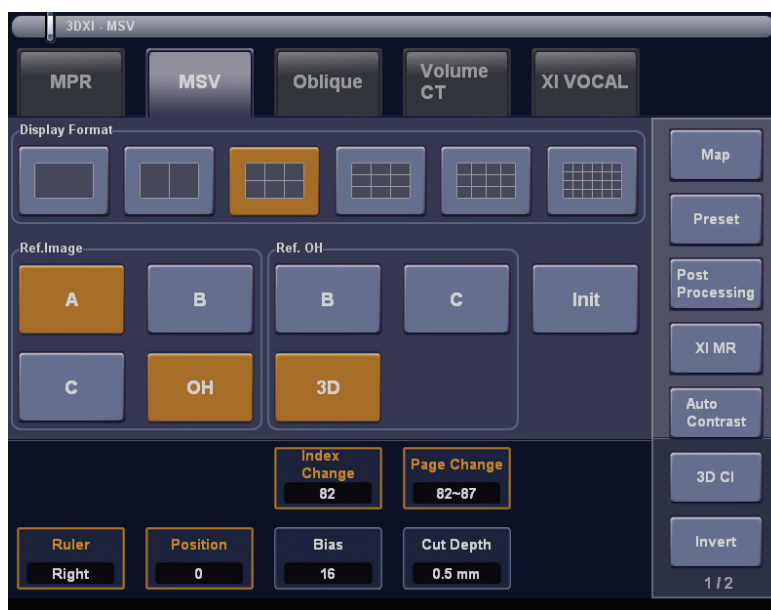 3DXI - MSV
MPR
MSV
Oblique
Volume
CT
XI VOCAL
Display Format
Ref.Image
A
B
C
OH
Ref. OH
B
C
3D
Init
Map
Preset
Post
Processing
XI MR
Auto
Contrast
3D CI
Invert
1/2
Index
Change
82
Page Change
82~87
Ruler
Right
Position
0
Bias
16
Cut Depth
0.5 mm